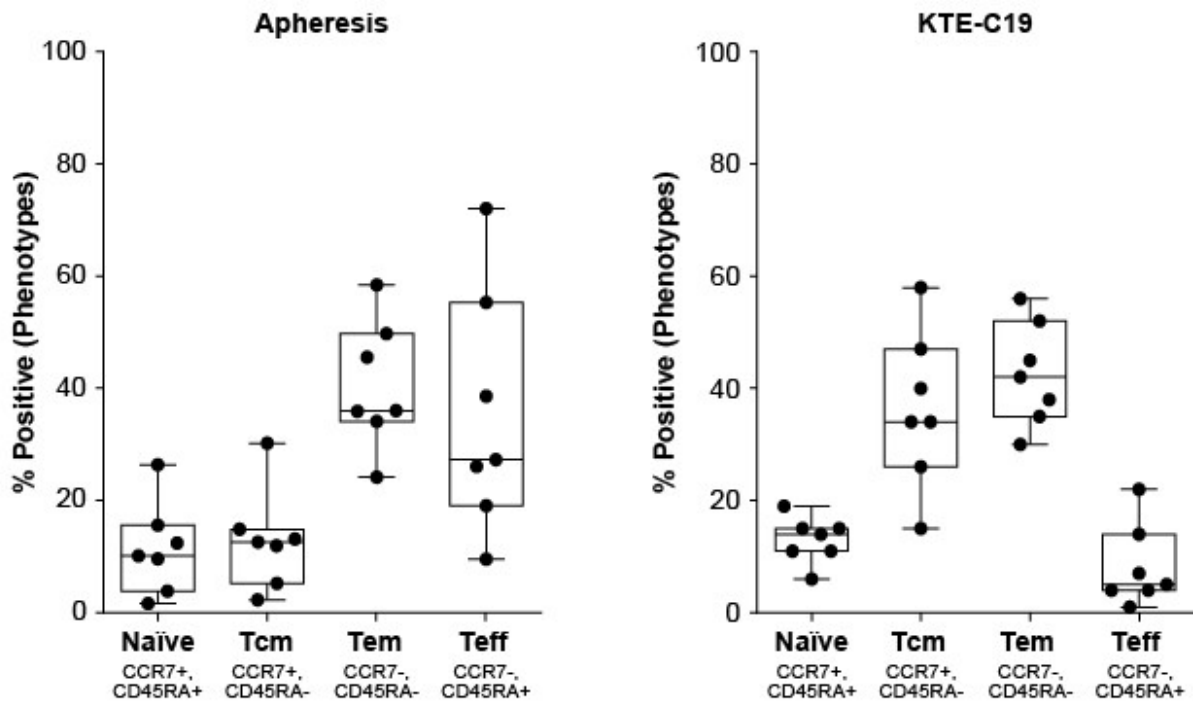 Apheresis
% Positive (Phenotypes)
100
80
60
40
20
0
Naïve
CCR7+,
CD45RA+
Tcm
CCR7+,
CD45RA-
Tem
CCR7-,
CD45RA-
Teff
CCR7-,
CD45RA+
KTE-C19
% Positive (Phenotypes)
100
80
60
40
20
0
Naïve
CCR7+,
CD45RA+
Tcm
CCR7+,
CD45RA-
Tem
CCR7-,
CD45RA-
Teff
CCR7-,
CD45RA+